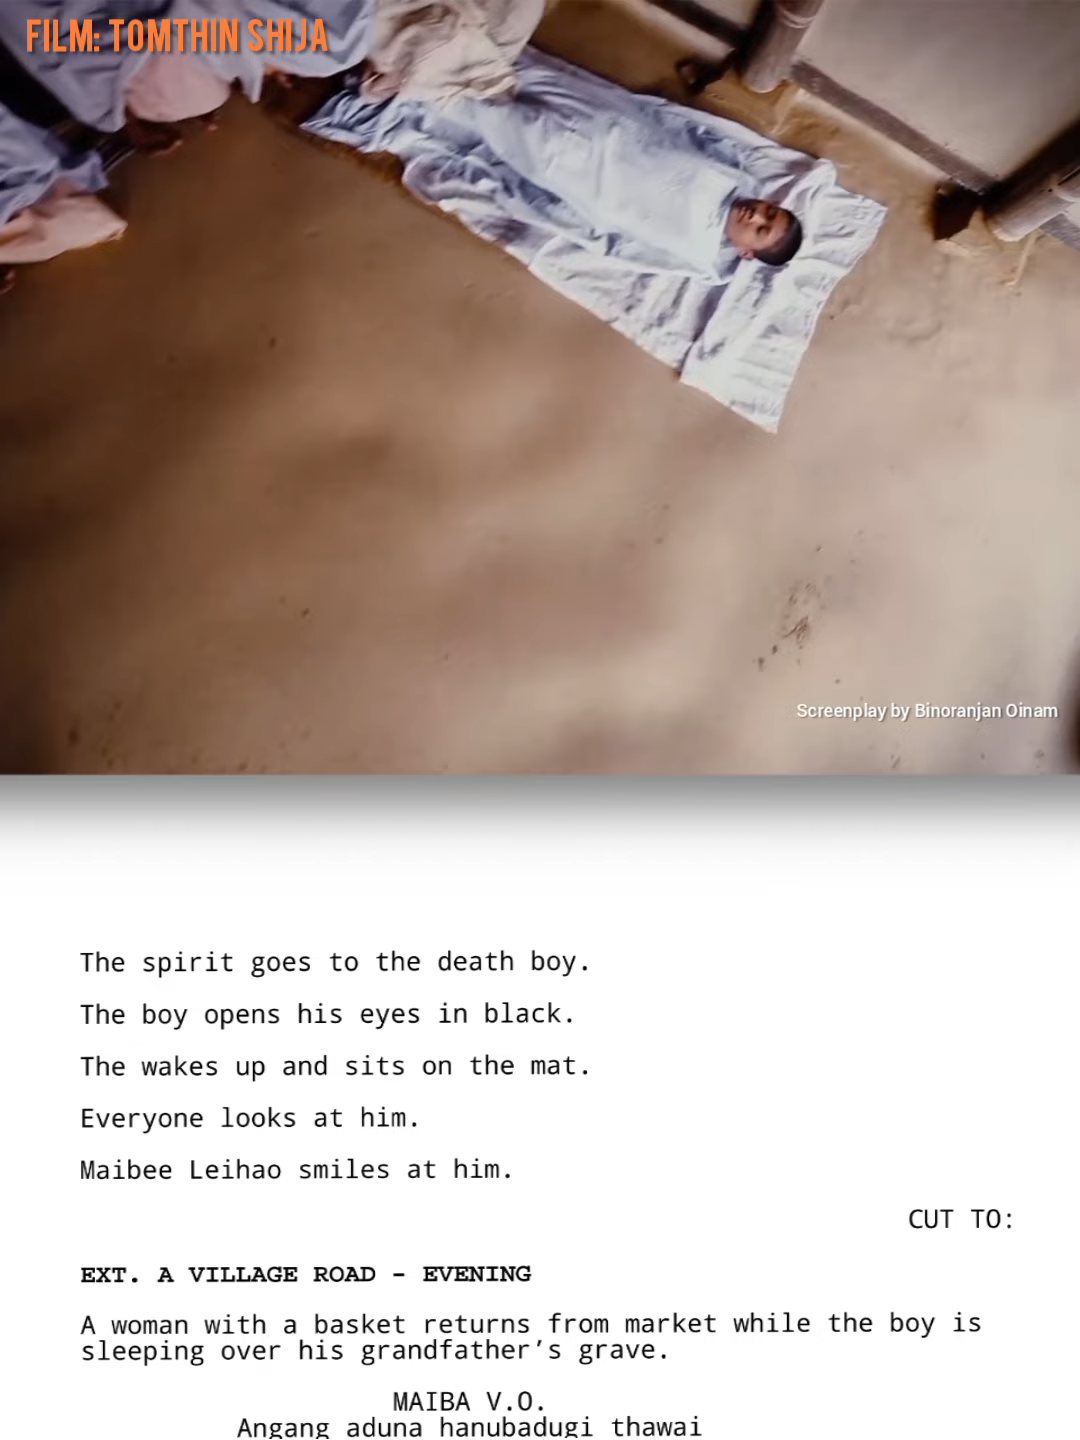 FILM: TOMTHIN SHIJA
Screenplay by Binoranjan Oinam
The spirit goes to the death boy.
The boy opens his eyes in black.
The wakes up and sits on the mat.
Everyone looks at him.
Maibee Leihao smiles at him.
CUT TO:
EXT. A VILLAGE ROAD – EVENING
A woman with a basket returns from market while the boy is
sleeping over his grandfather’s grave.
MAIBA V.O.
Angang aduna hanubadugi thawai